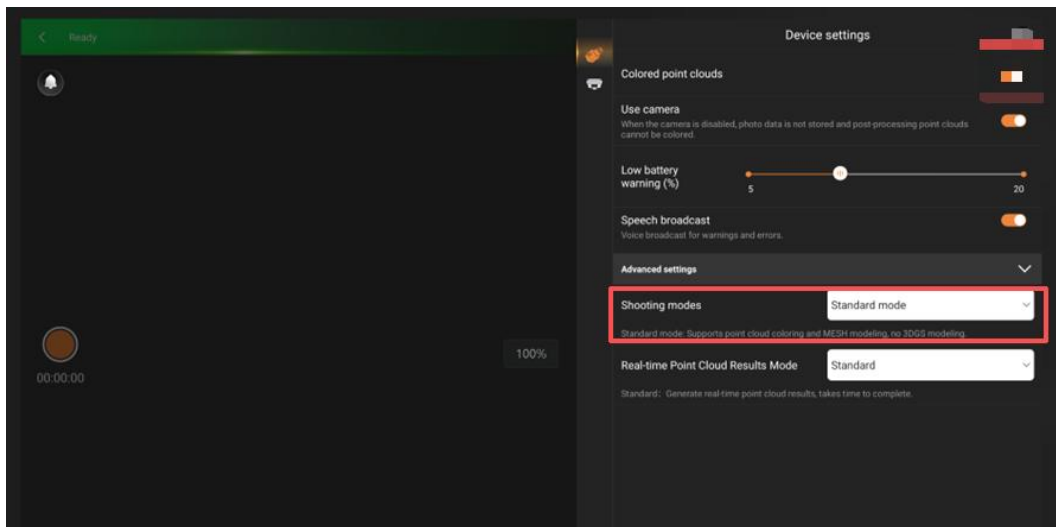 Ready
Device settings
Colored point clouds
Use camera
When the camera is disabled, photo data is not stored and post-processing point clouds
cannot be colored.
Low battery
warning (%)
5
20
Speech broadcast
Voice broadcast for warnings and errors.
Advanced settings
Shooting modes
Standard mode
Standard mode: Supports point cloud coloring and MESH modeling, no 3DGS modeling.
100%
Real-time Point Cloud Results Mode
Standard
00:00:00
Standard: Generate real-time point cloud results, takes time to complete.